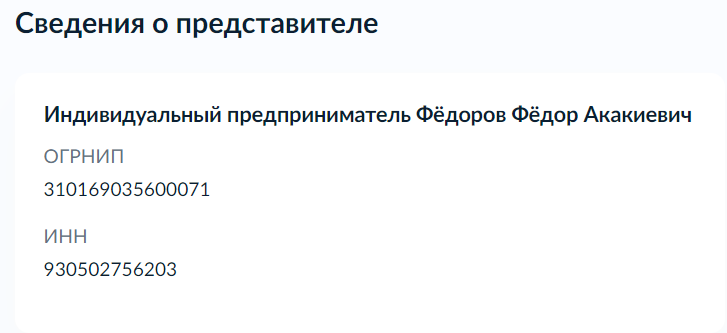 Сведения о представителе
Индивидуальный предприниматель Фёдоров Фёдор Акакиевич
ОГРНИП
310169035600071
ИНН
930502756203